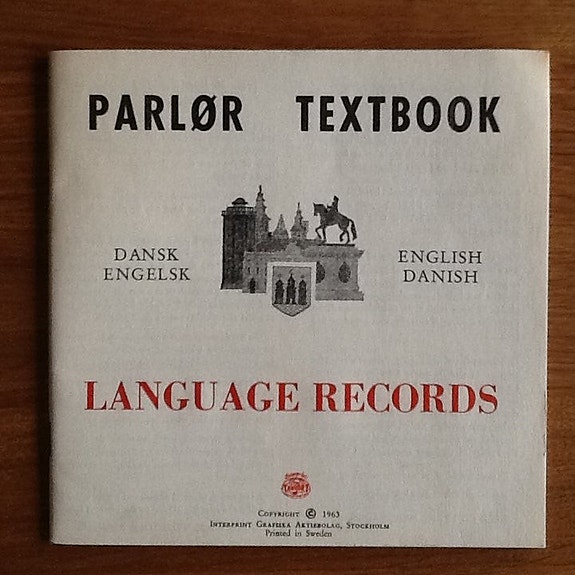 PARLØR TEXTBOOK
DANSK
ENGELSK
ENGLISH
DANISH
LANGUAGE RECORDS
COPYRIGHT © 1963
INTERPRINT GRAFISKA AKTIEBOLAG, STOCKHOLM
Printed in Sweden